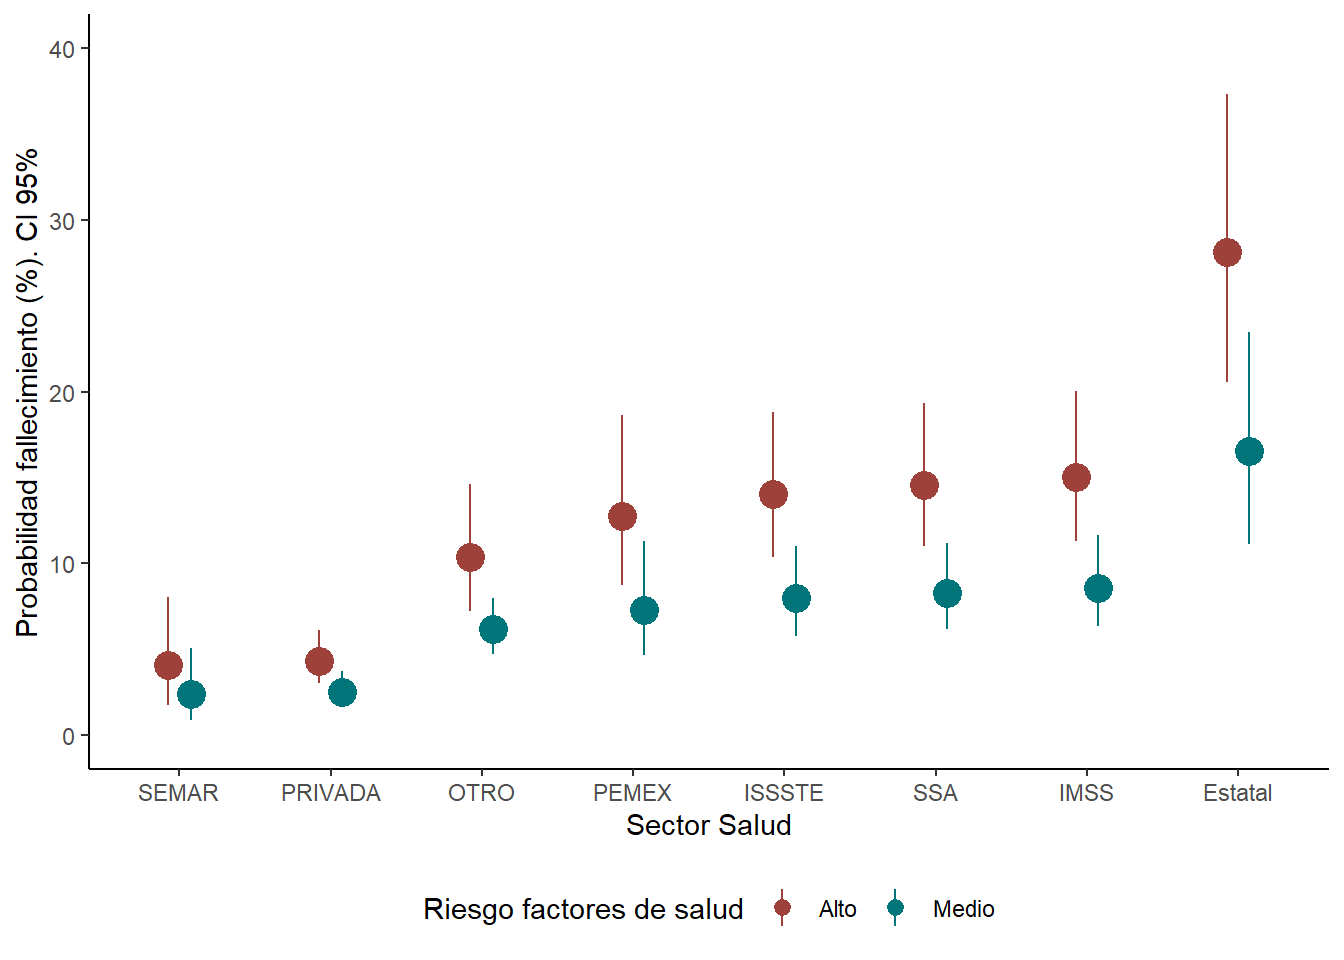 Probabilidad fallecimiento (%). CI 95%
40
30
20
10
0
SEMAR PRIVADA OTRO PEMEX ISSSTE SSA IMSS Estatal
Sector Salud
Riesgo factores de salud Alto Medio